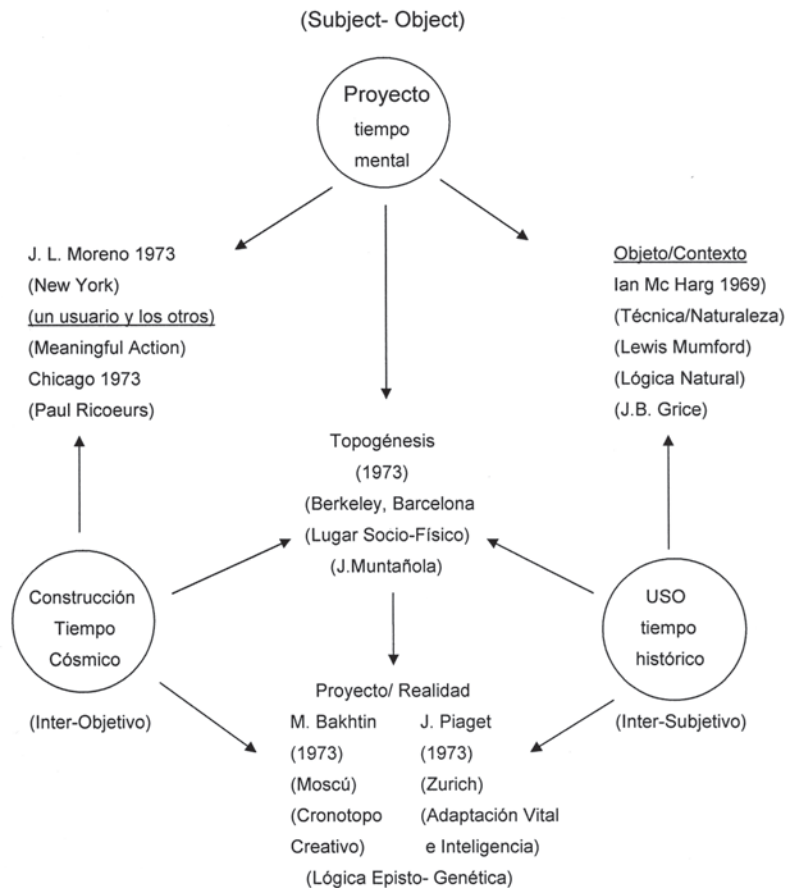 (Subject- Object)
Proyecto
tiempo
mental
J. L. Moreno 1973
(New York)
(un usuario y los otros)
(Meaningful Action)
Chicago 1973
(Paul Ricoeurs)
Objeto/Contexto
Ian Mc Harg 1969)
(Técnica/Naturaleza)
(Lewis Mumford)
(Lógica Natural)
(J.B. Grice)
Topogénesis
(1973)
(Berkeley, Barcelona
(Lugar Socio-Físico)
(J.Muntañola)
Construcción
Tiempo
Cósmico
(Inter-Objetivo)
USO
tiempo
histórico
(Inter-Subjetivo)
Proyecto/ Realidad
M. Bakhtin
(1973)
(Moscú)
(Cronotopo
Creativo)
J. Piaget
(1973)
(Zurich)
(Adaptación Vital
e Inteligencia)
(Lógica Episto- Genética)